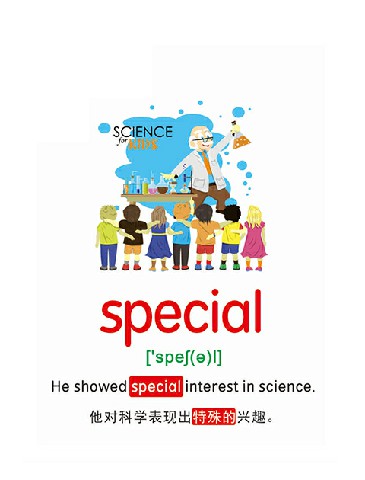 SCIENCE
for
KIDS
special
['speʃ(ə)l]
He showed special interest in science.
他对科学表现出特殊的兴趣。